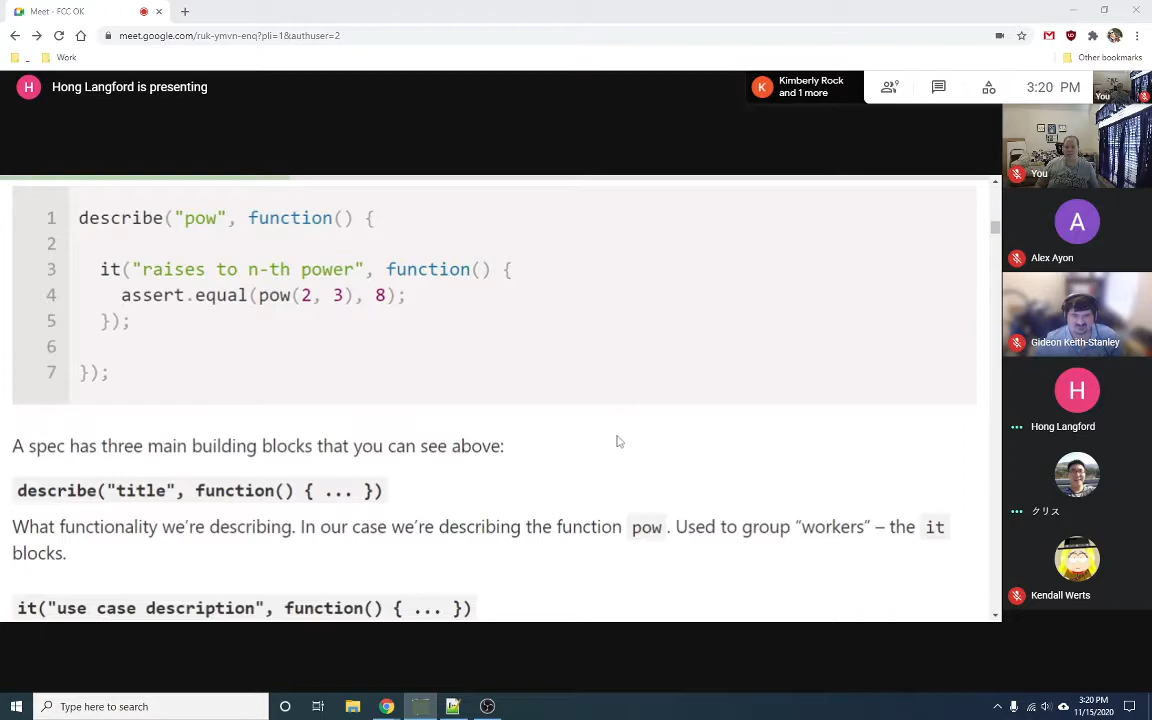 Meet - FCC OK
meet.google.com/ruk-ymvn-enq?pli=1&authuser=2
_
Work
Other bookmarks
H
Hong Langford is presenting
K
Kimberly Rock
and 1 more
3:20 PM
You
You
1 describe("pow", function() {
2
3 it("raises to n-th power", function() {
4 assert.equal(pow(2, 3), 8);
5 });
6
7 });
A spec has three main building blocks that you can see above:
describe("title", function() { ... })
What functionality we're describing. In our case we're describing the function pow. Used to group “workers” – the it
blocks.
it("use case description", function() { ... })
A
Alex Ayon
Gideon Keith-Stanley
H
Hong Langford
クリス
Kendall Werts
Type here to search
3:20 PM
11/15/2020